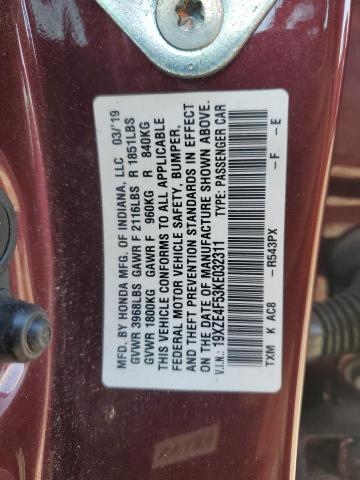 MFD. BY HONDA MFG. OF INDIANA, LLC 03/19
GVWR 3968LBS GAWR F 2116LBS R 1851LBS
GVWR 1800KG GAWR F 960KG R 840KG
THIS VEHICLE CONFORMS TO ALL APPLICABLE
FEDERAL MOTOR VEHICLE SAFETY, BUMPER,
AND THEFT PREVENTION STANDARDS IN EFFECT
ON THE DATE OF MANUFACTURE SHOWN ABOVE.
V.I.N.: 19XZE4F53KE032311 TYPE: PASSENGER CAR
TXM K AC8 -R543PX -F -E